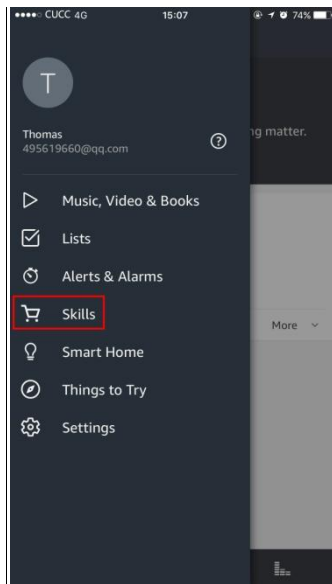 CUCC 4G 15:07 74%
T
Thomas
495619660@qq.com
ng matter.
Music, Video & Books
Lists
Alerts & Alarms
Skills
More
Smart Home
Things to Try
Settings